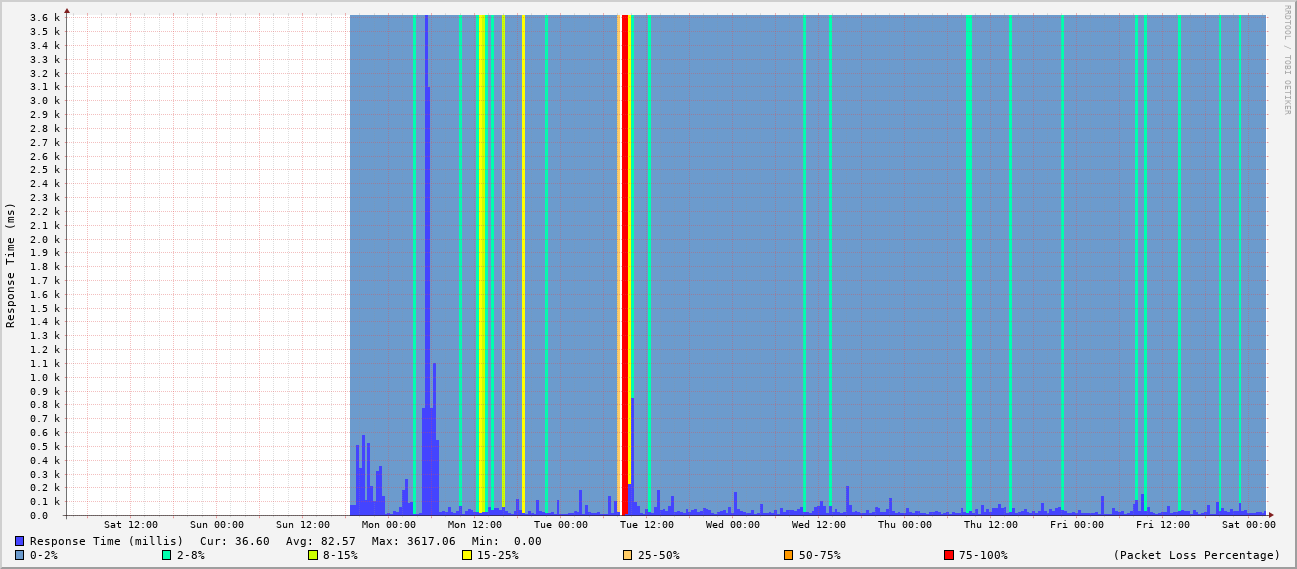 RRDTOOL / TOBI OETIKER
Response Time (ms)
3.6 k
3.5 k
3.4 k
3.3 k
3.2 k
3.1 k
3.0 k
2.9 k
2.8 k
2.7 k
2.6 k
2.5 k
2.4 k
2.3 k
2.2 k
2.1 k
2.0 k
1.9 k
1.8 k
1.7 k
1.6 k
1.5 k
1.4 k
1.3 k
1.2 k
1.1 k
1.0 k
0.9 k
0.8 k
0.7 k
0.6 k
0.5 k
0.4 k
0.3 k
0.2 k
0.1 k
0.0
Sat 12:00 Sun 00:00 Sun 12:00 Mon 00:00 Mon 12:00 Tue 00:00 Tue 12:00 Wed 00:00 Wed 12:00 Thu 00:00 Thu 12:00 Fri 00:00 Fri 12:00 Sat 00:00
Response Time (millis) Cur: 36.60 Avg: 82.57 Max: 3617.06 Min: 0.00
0-2% 2-8% 8-15% 15-25% 25-50% 50-75% 75-100% (Packet Loss Percentage)